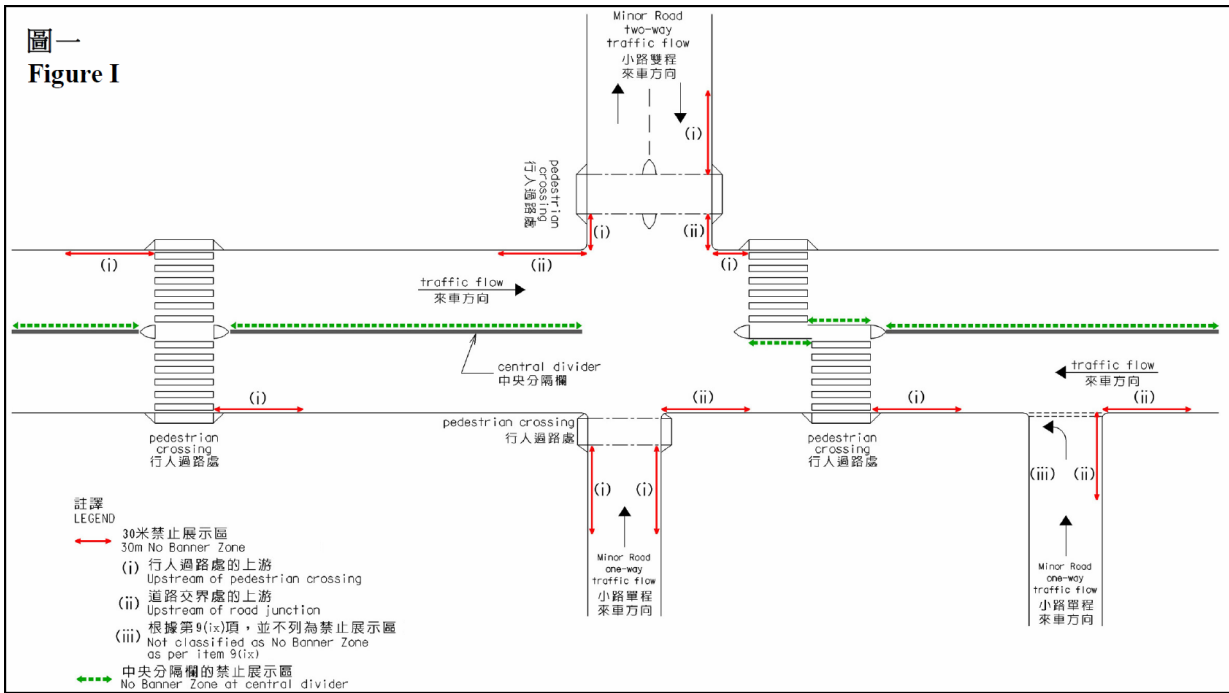 圖一
Figure I
Minor Road
two-way
traffic flow
小路雙程
來車方向
(i)
pedestrian
crossing
行人過路處
(i)
(ii)
(i)
(ii)
(i)
traffic flow
來車方向
central divider
中央分隔欄
traffic flow
來車方向
(i)
pedestrian crossing
行人過路處
(ii)
(i)
(ii)
pedestrian
crossing
行人過路處
pedestrian
crossing
行人過路處
(i)
(i)
(iii)
(ii)
Minor Road
one-way
traffic flow
小路單程
來車方向
Minor Road
one-way
traffic flow
小路單程
來車方向
註譯
LEGEND
30米禁止展示區
30m No Banner Zone
(i) 行人過路處的上游
Upstream of pedestrian crossing
(ii) 道路交界處的上游
Upstream of road junction
(iii) 根據第9(ix)項，並不列為禁止展示區
Not classified as No Banner Zone
as per item 9(ix)
中央分隔欄的禁止展示區
No Banner Zone at central divider